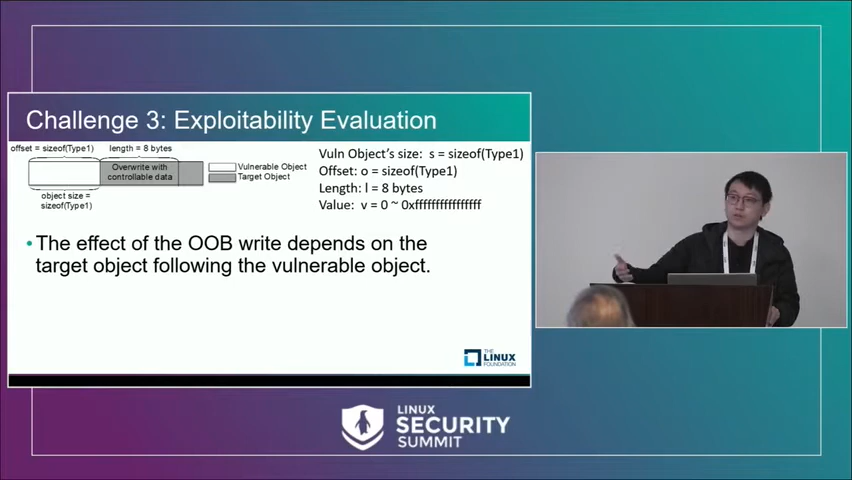 Challenge 3: Exploitability Evaluation
offset = sizeof(Type1)
length = 8 bytes
Overwrite with
controllable data
object size =
sizeof(Type1)
Vulnerable Object
Target Object
Vuln Object's size: s = sizeof(Type1)
Offset: o = sizeof(Type1)
Length: l = 8 bytes
Value: v = 0 ~ 0xffffffffffffffff
•The effect of the OOB write depends on the
target object following the vulnerable object.
THE
LINUX
FOUNDATION
LINUX
SECURITY
SUMMIT